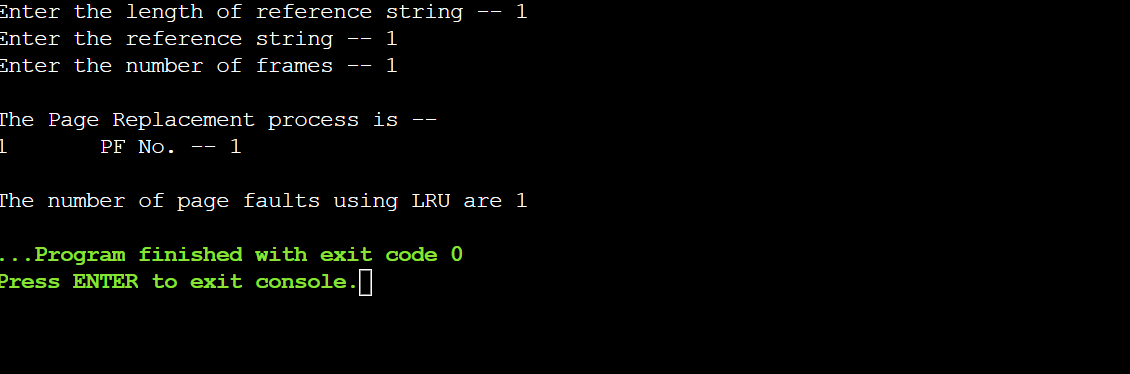 Enter the length of reference string -- 1
Enter the reference string -- 1
Enter the number of frames -- 1
The Page Replacement process is --
1 PF No. -- 1
The number of page faults using LRU are 1
...Program finished with exit code 0
Press ENTER to exit console.